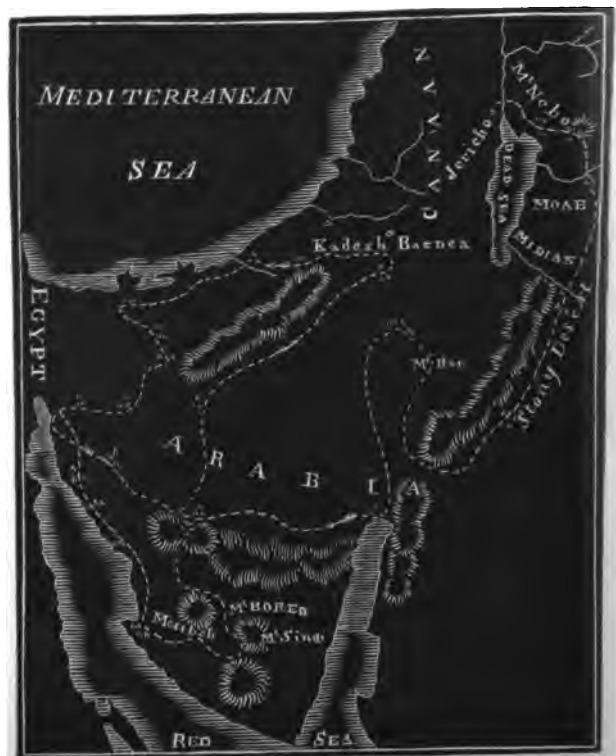 MEDITERRANEAN
SEA
CANAAN
Mt Nebo
Jericho
DEAD SEA
MOAB
MIDIAN
Kadesh Barnea
EGYPT
Mt Hor
Stony Desert
ARABIA
Mt HOREB
Mt Sinai
RED SEA